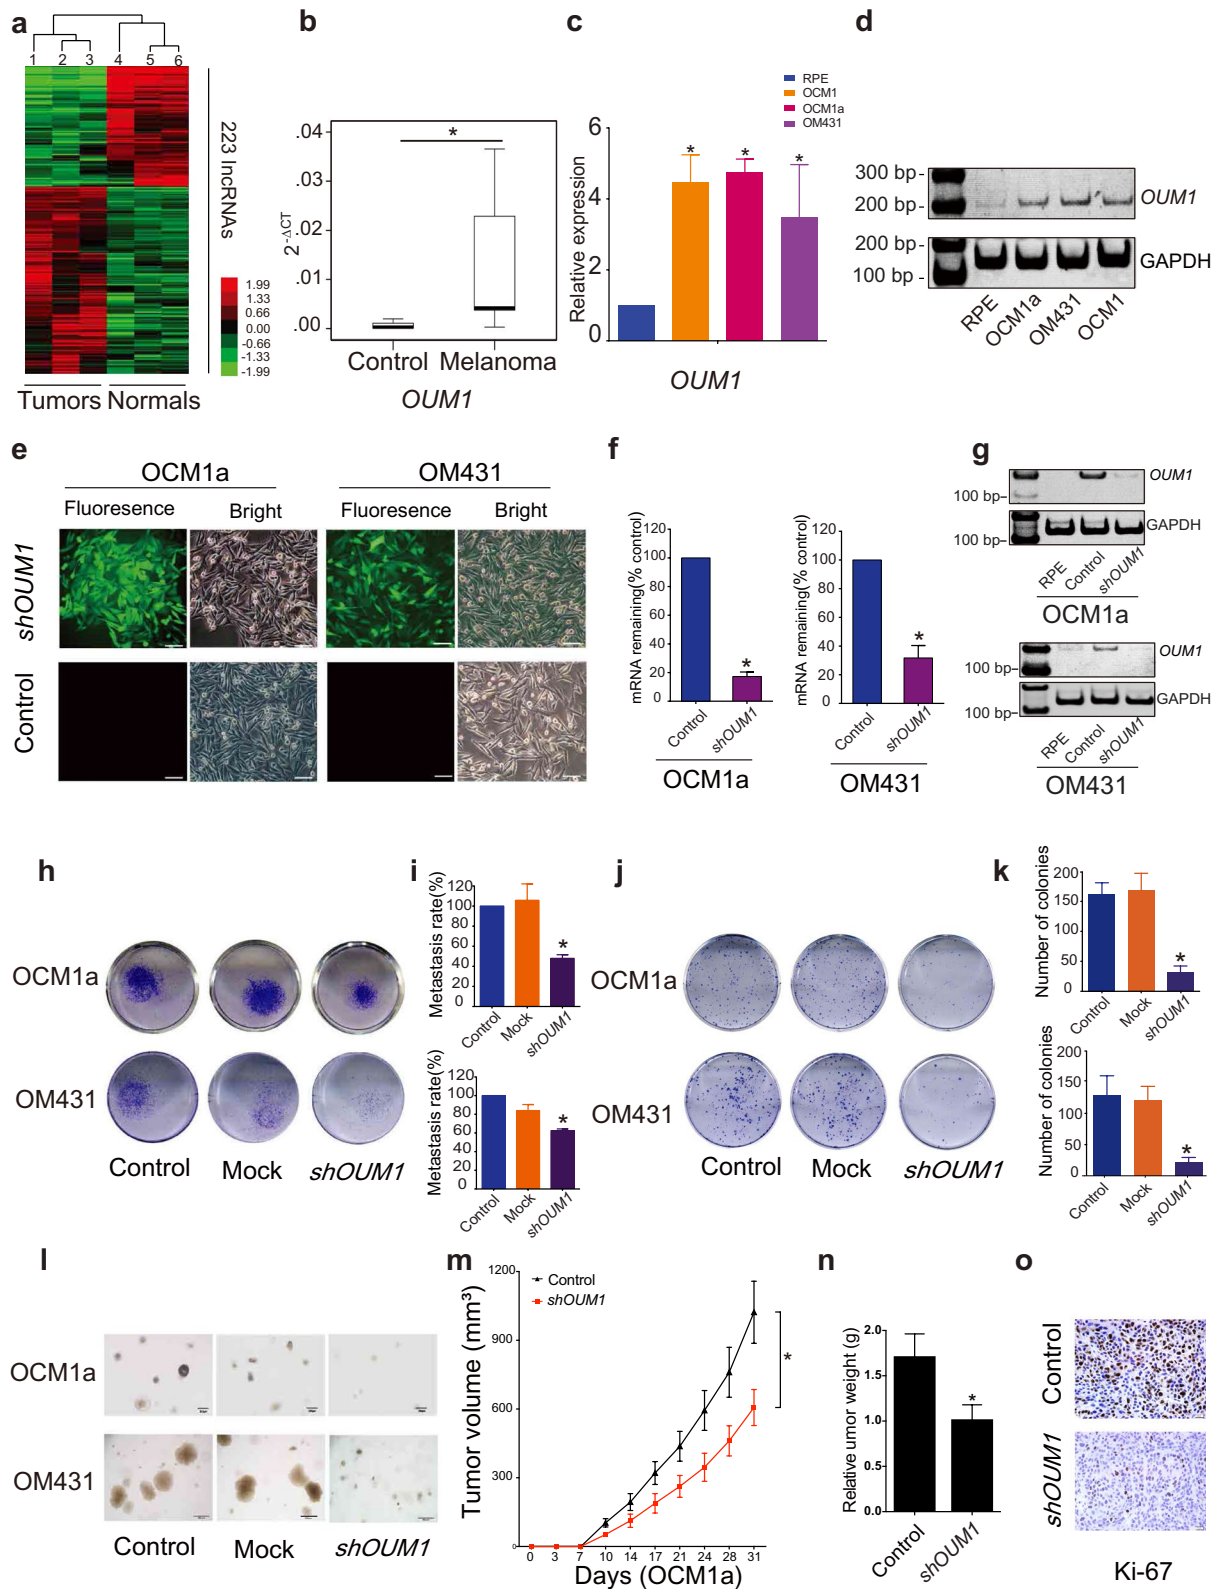 a
1 2 3 4 5 6
223 lncRNAs
1.99
1.33
0.66
0.00
-0.66
-1.33
-1.99
Tumors Normals
b
*
.04
.03
.02
.01
.00
2^-ΔCT
Control Melanoma
OUM1
c
RPE
OCM1
OCM1a
OM431
6
4
2
0
Relative expression
* * *
OUM1
d
300 bp
200 bp
OUM1
200 bp
100 bp
GAPDH
RPE OCM1a OM431 OCM1
e
OCM1a OM431
Fluoresence Bright Fluoresence Bright
shOUM1
Control
f
mRNA remaining(% control)
120
100
80
60
40
20
0
*
Control shOUM1
OCM1a
mRNA remaining(% control)
120
100
80
60
40
20
0
*
Control shOUM1
OM431
g
OUM1
100 bp
GAPDH
100 bp
RPE Control shOUM1
OCM1a
OUM1
100 bp
GAPDH
100 bp
RPE Control shOUM1
OM431
h
OCM1a
OM431
Control Mock shOUM1
i
Metastasis rate(%)
120
100
80
60
40
20
0
*
Control Mock shOUM1
Metastasis rate(%)
120
100
80
60
40
20
0
*
Control Mock shOUM1
j
OCM1a
OM431
Control Mock shOUM1
k
Number of colonies
200
150
100
50
0
*
Control Mock shOUM1
Number of colonies
200
150
100
50
0
*
Control Mock shOUM1
l
OCM1a
OM431
Control Mock shOUM1
m
Control
shOUM1
Tumor volume (mm³)
1200
900
600
300
0
*
0 3 7 10 14 17 21 24 28 31
Days (OCM1a)
n
Relative umor weight (g)
2.0
1.5
1.0
0.5
0.0
*
Control shOUM1
o
Control
shOUM1
Ki-67